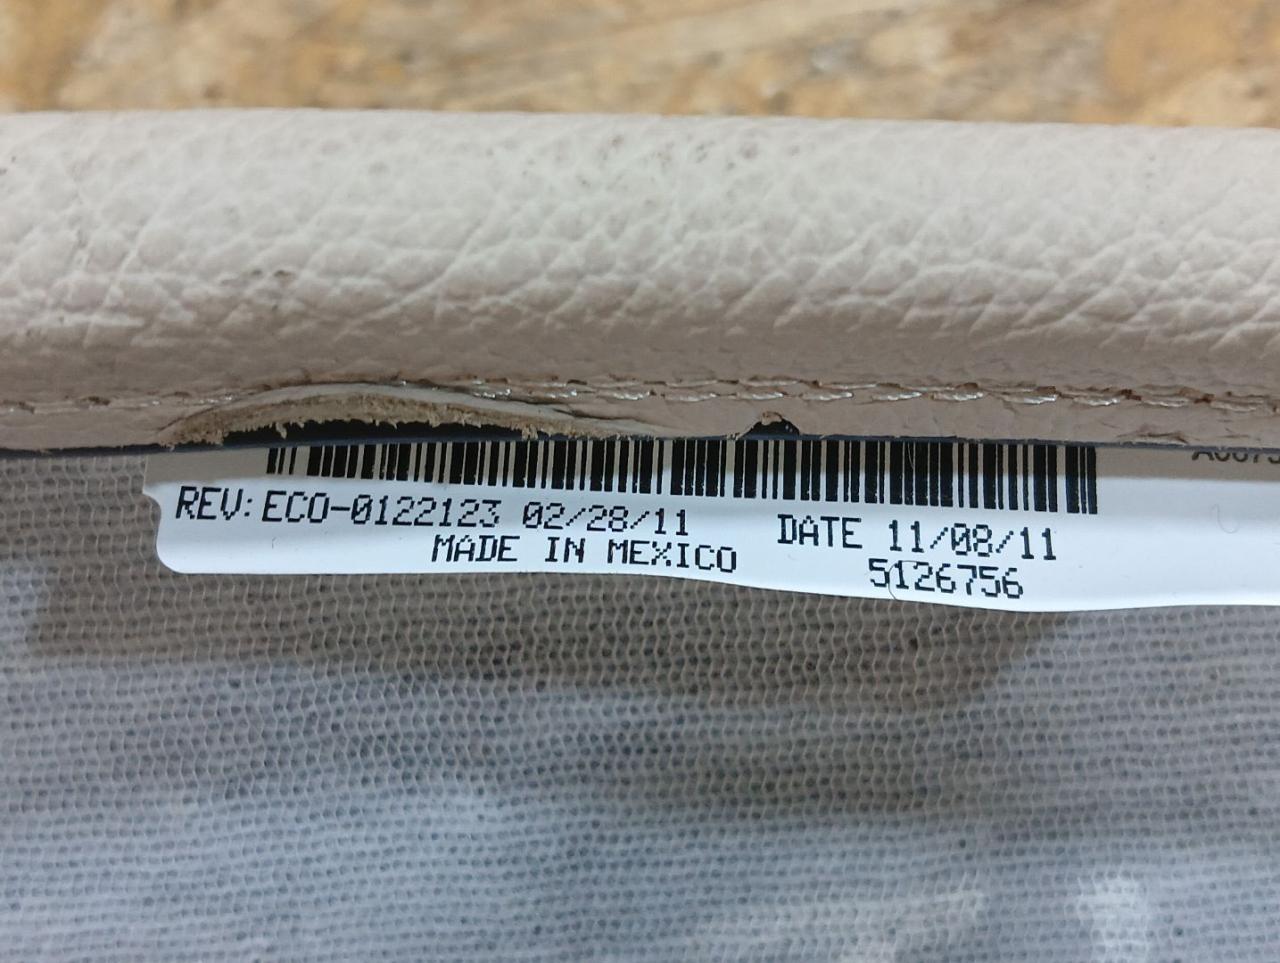 REV: ECO-0122123 02/28/11
MADE IN MEXICO
DATE 11/08/11
5126756